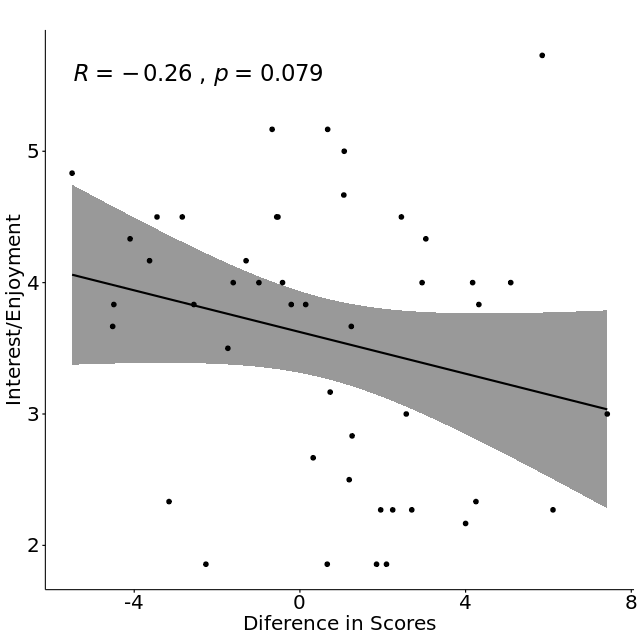 R = −0.26 , p = 0.079
Interest/Enjoyment
5
4
3
2
-4
0
4
8
Diference in Scores